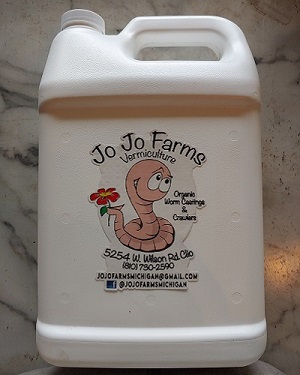 Jo Jo Farms
Vermiculture
Organic
Worm Castings
&
Crawlers
5254 W. Wilson Rd. Clio
(810) 730-2590
JOJOFARMSMICHIGAN@GMAIL.COM
f @JOJOFARMSMICHIGAN